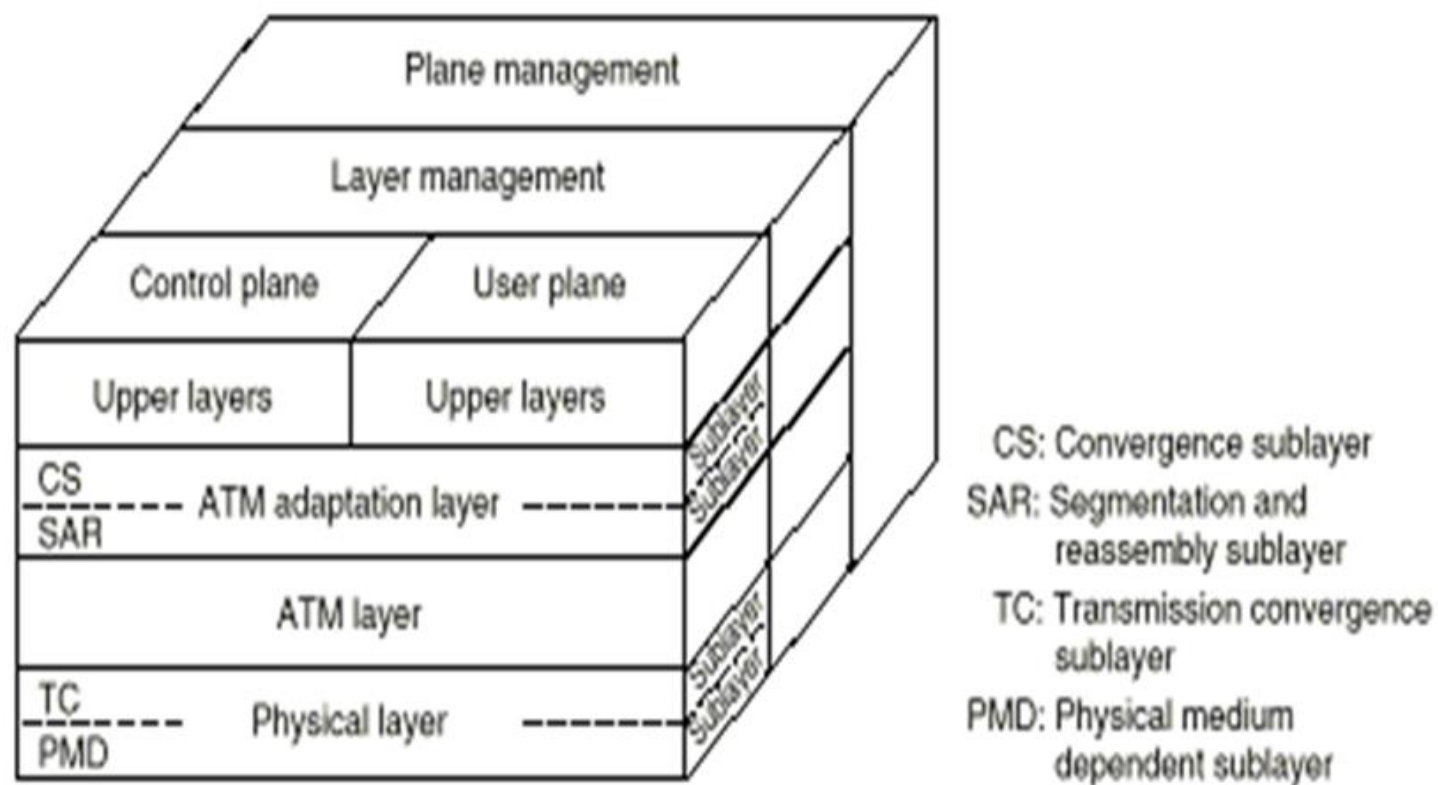 Plane management
Layer management
Control plane
User plane
Upper layers
Upper layers
Sublayer
Sublayer
CS
ATM adaptation layer
SAR
ATM layer
Sublayer
Sublayer
TC
Physical layer
PMD
CS: Convergence sublayer
SAR: Segmentation and
reassembly sublayer
TC: Transmission convergence
sublayer
PMD: Physical medium
dependent sublayer